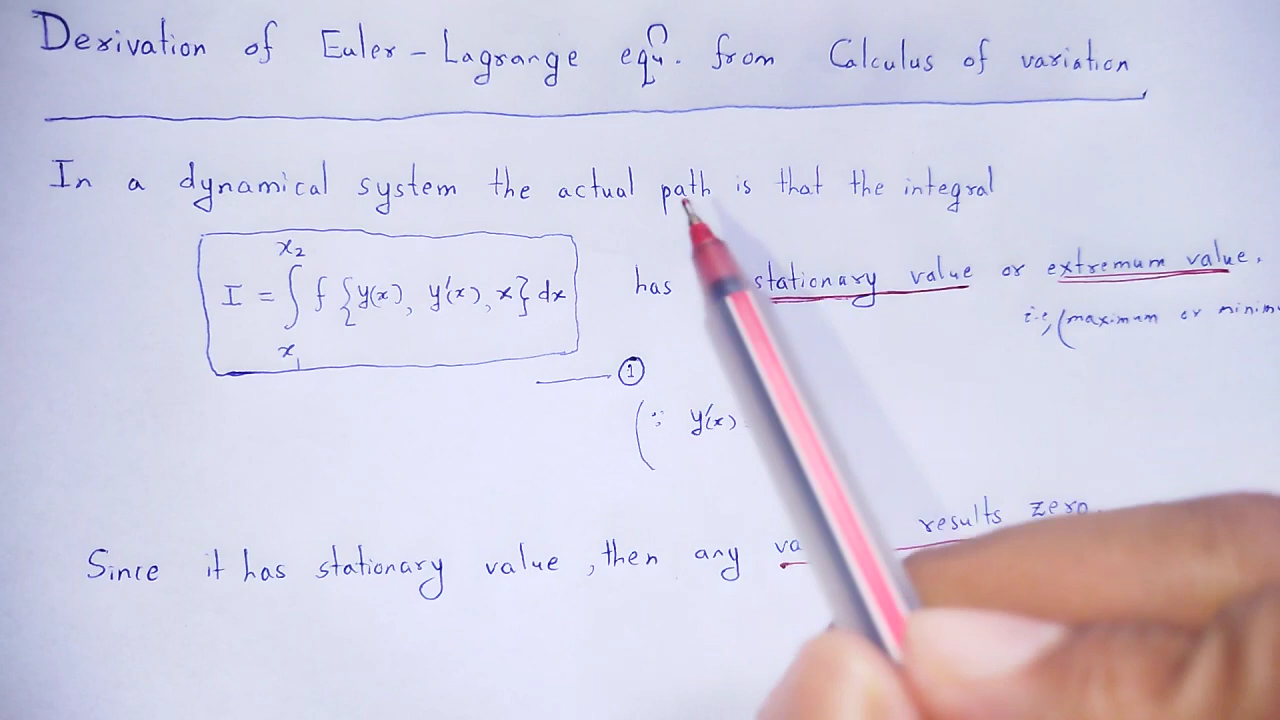 Derivation of Euler-Lagrange eqn. from Calculus of variation
In a dynamical system the actual path is that the integral
I = ∫ₓ₁ˣ² f {y(x), y'(x), x} dx has stationary value or extremum value.
i.e, (maximum or minim
——— ①
(∵ y'(x)
Since it has stationary value, then any va results zero.